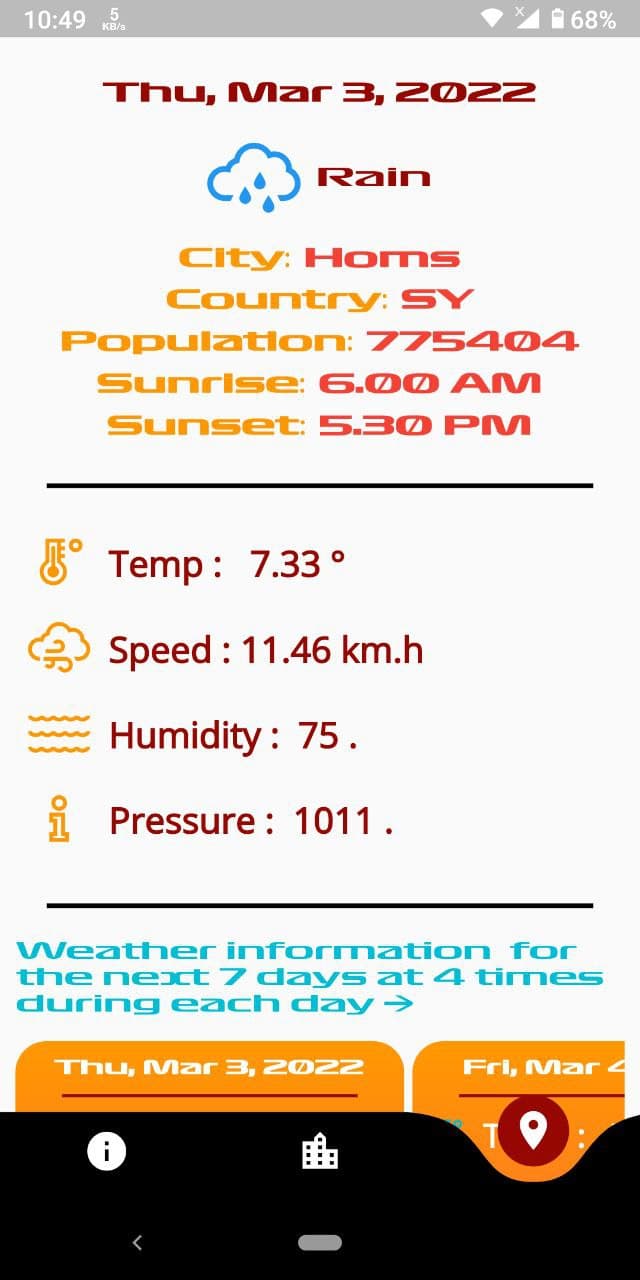 10:49 5 KB/s 68%
Thu, Mar 3, 2022
Rain
City: Homs
Country: SY
Population: 775404
Sunrise: 6.00 AM
Sunset: 5.30 PM
Temp : 7.33 °
Speed : 11.46 km.h
Humidity : 75 .
Pressure : 1011 .
Weather information for
the next 7 days at 4 times
during each day →
Thu, Mar 3, 2022 Fri, Mar 4